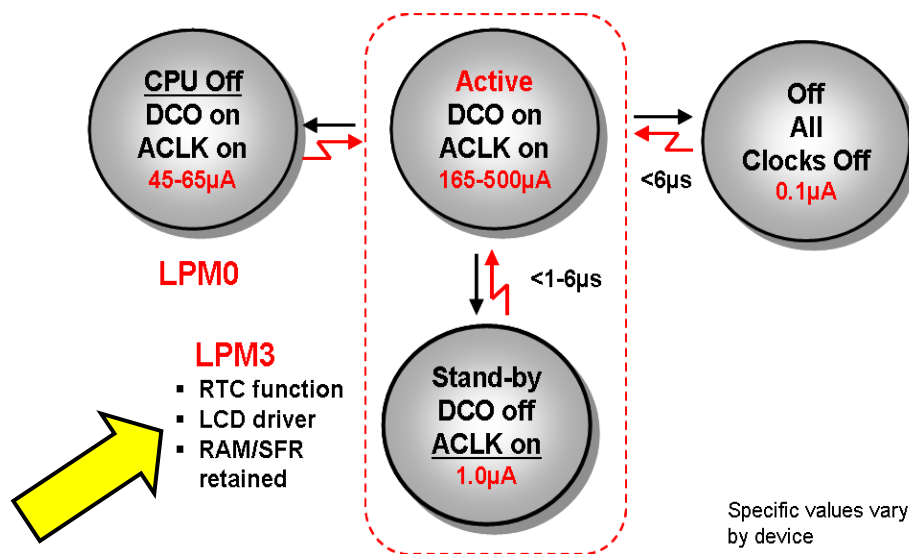 CPU Off
DCO on
ACLK on
45-65µA
LPM0
Active
DCO on
ACLK on
165-500µA
Off
All
Clocks Off
0.1µA
<6µs
<1-6µs
LPM3
▪ RTC function
▪ LCD driver
▪ RAM/SFR
retained
Stand-by
DCO off
ACLK on
1.0µA
Specific values vary
by device